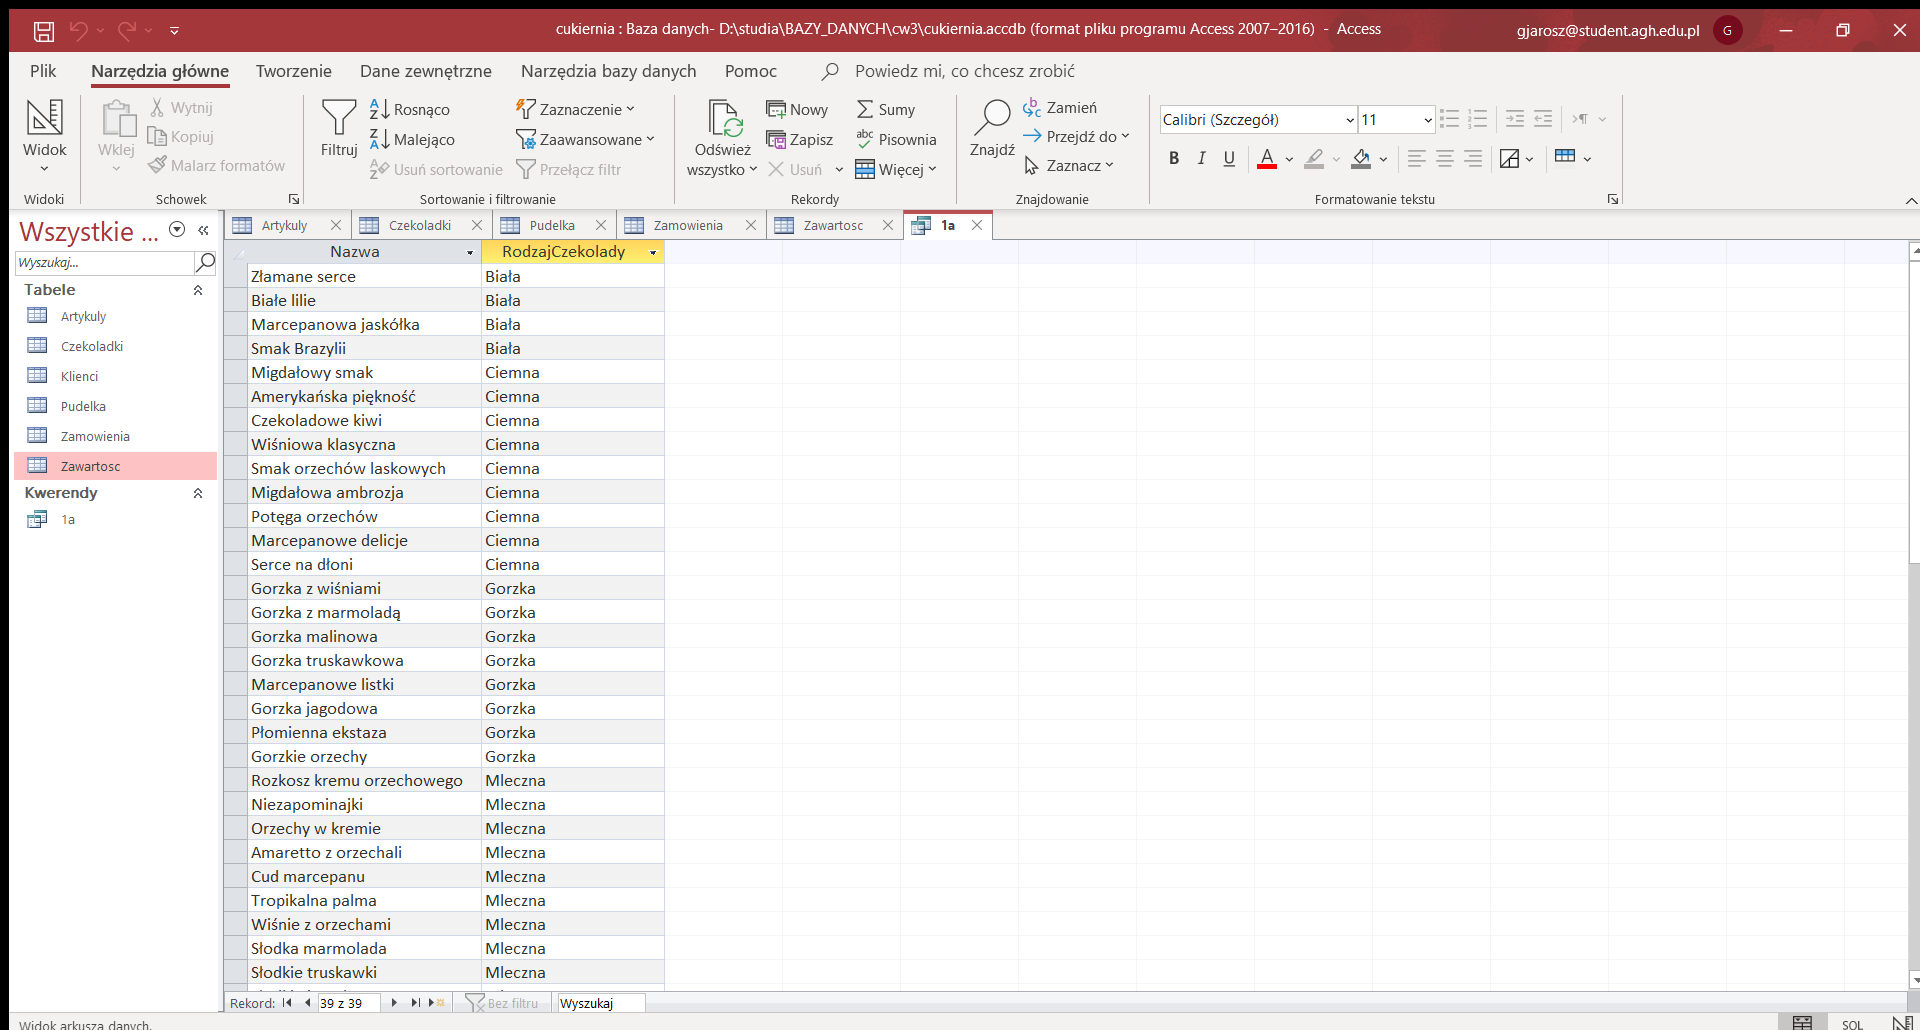 cukiernia : Baza danych- D:\studia\BAZY_DANYCH\cw3\cukiernia.accdb (format pliku programu Access 2007–2016) - Access
gjarosz@student.agh.edu.pl
G
Plik
Narzędzia główne
Tworzenie
Dane zewnętrzne
Narzędzia bazy danych
Pomoc
Powiedz mi, co chcesz zrobić
Widok
Widoki
Wklej
Wytnij
Kopiuj
Malarz formatów
Schowek
Filtruj
Rosnąco
Malejąco
Usuń sortowanie
Zaznaczenie
Zaawansowane
Przełącz filtr
Sortowanie i filtrowanie
Odśwież
wszystko
Nowy
Zapisz
Usuń
Sumy
Pisownia
Więcej
Rekordy
Znajdź
Zamień
Przejdź do
Zaznacz
Znajdowanie
Calibri (Szczegół)
11
B I U A
Formatowanie tekstu
Wszystkie ...
Wyszukaj...
Tabele
Artykuly
Czekoladki
Klienci
Pudelka
Zamowienia
Zawartosc
Kwerendy
1a
Artykuly
Czekoladki
Pudelka
Zamowienia
Zawartosc
1a
Nazwa RodzajCzekolady
Złamane serce Biała
Białe lilie Biała
Marcepanowa jaskółka Biała
Smak Brazylii Biała
Migdałowy smak Ciemna
Amerykańska piękność Ciemna
Czekoladowe kiwi Ciemna
Wiśniowa klasyczna Ciemna
Smak orzechów laskowych Ciemna
Migdałowa ambrozja Ciemna
Potęga orzechów Ciemna
Marcepanowe delicje Ciemna
Serce na dłoni Ciemna
Gorzka z wiśniami Gorzka
Gorzka z marmoladą Gorzka
Gorzka malinowa Gorzka
Gorzka truskawkowa Gorzka
Marcepanowe listki Gorzka
Gorzka jagodowa Gorzka
Płomienna ekstaza Gorzka
Gorzkie orzechy Gorzka
Rozkosz kremu orzechowego Mleczna
Niezapominajki Mleczna
Orzechy w kremie Mleczna
Amaretto z orzechali Mleczna
Cud marcepanu Mleczna
Tropikalna palma Mleczna
Wiśnie z orzechami Mleczna
Słodka marmolada Mleczna
Słodkie truskawki Mleczna
Rekord: 39 z 39 Bez filtru Wyszukaj
Widok arkusza danych.
SQL